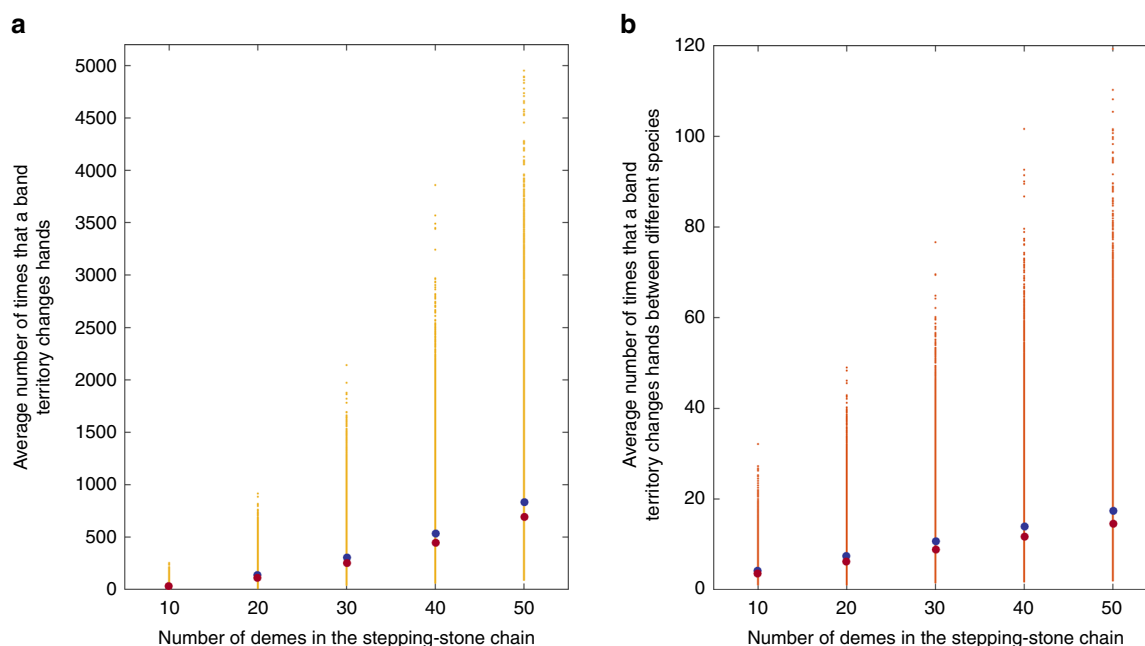 a
Average number of times that a band
territory changes hands
5000
4500
4000
3500
3000
2500
2000
1500
1000
500
0
10 20 30 40 50
Number of demes in the stepping-stone chain
b
Average number of times that a band
territory changes hands between different species
120
100
80
60
40
20
0
10 20 30 40 50
Number of demes in the stepping-stone chain